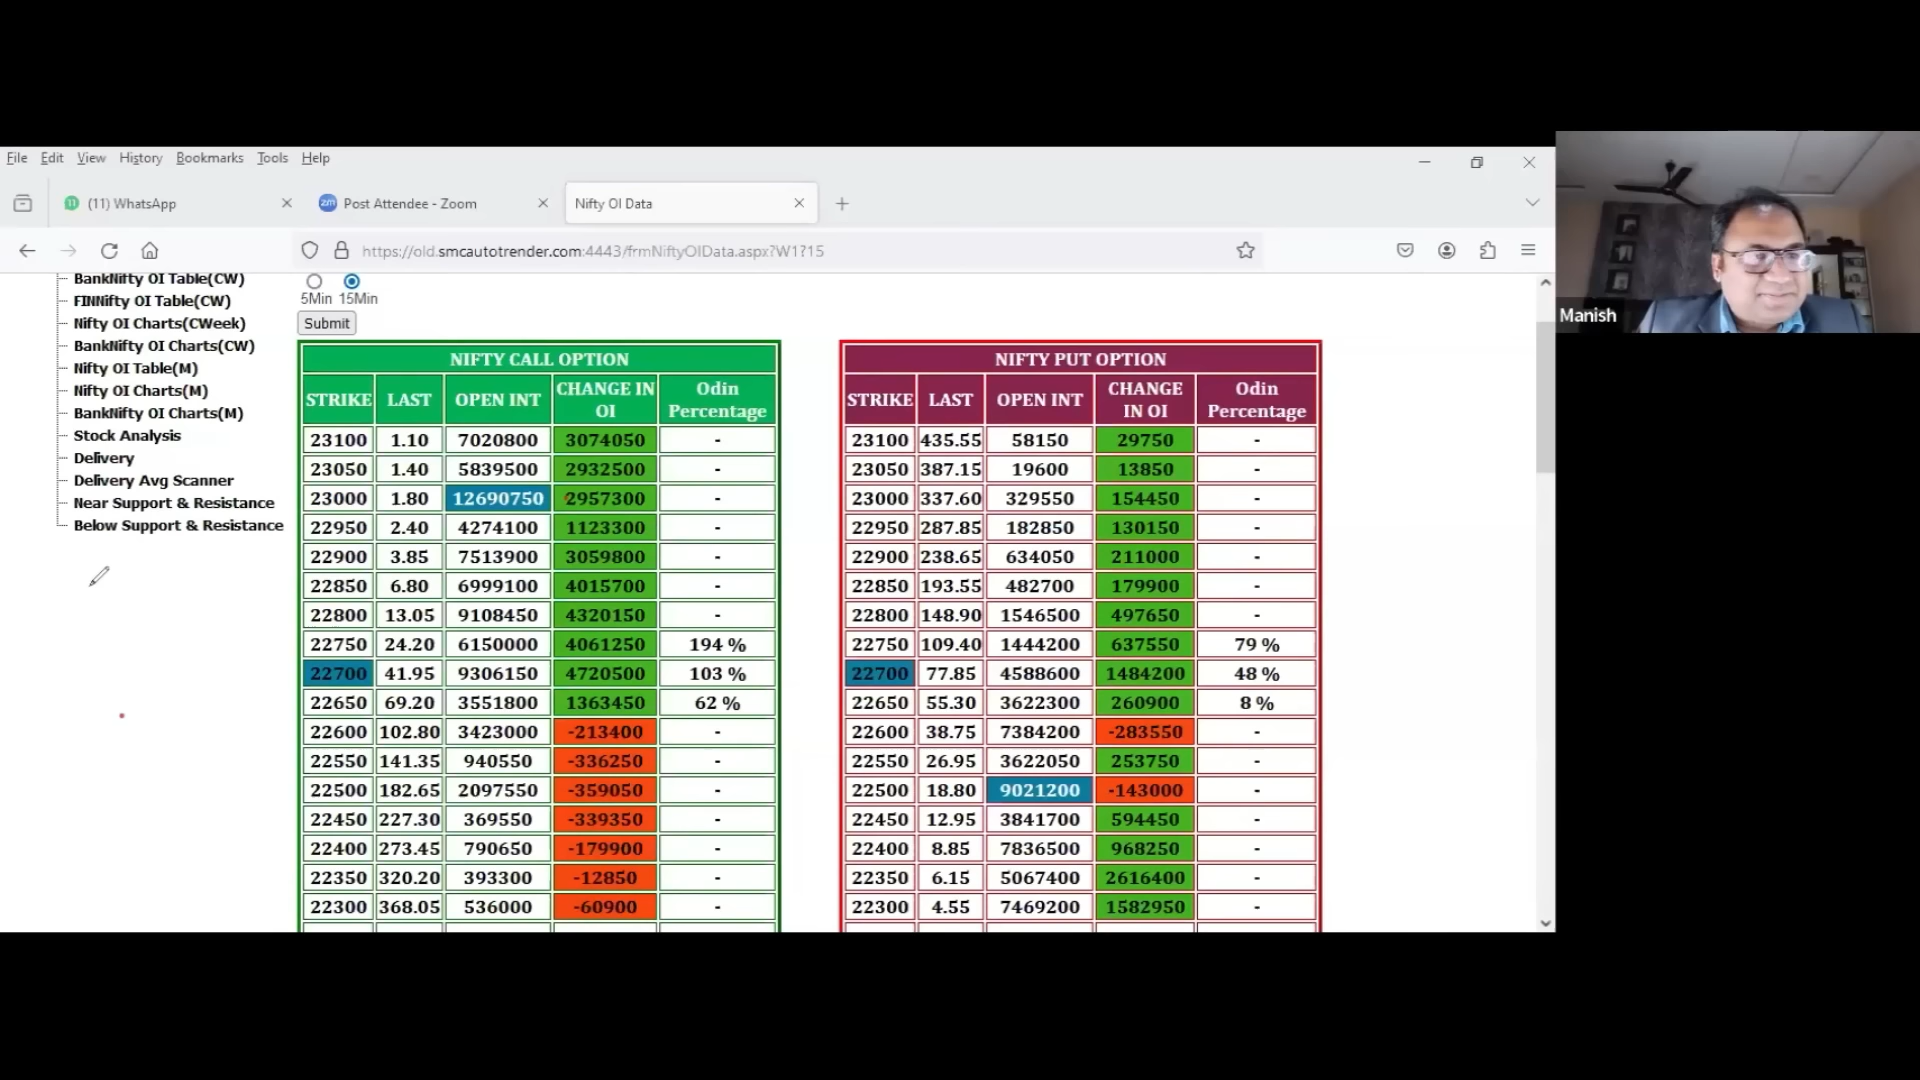 File Edit View History Bookmarks Tools Help
(11) WhatsApp
Post Attendee - Zoom
Nifty OI Data
https://old.smcautotrender.com:4443/frmNiftyOIData.aspx?W1?15
BankNifty OI Table(CW)
FINNifty OI Table(CW)
Nifty OI Charts(CWeek)
BankNifty OI Charts(CW)
Nifty OI Table(M)
Nifty OI Charts(M)
BankNifty OI Charts(M)
Stock Analysis
Delivery
Delivery Avg Scanner
Near Support & Resistance
Below Support & Resistance
5Min 15Min
Submit
NIFTY CALL OPTION
STRIKE LAST OPEN INT CHANGE IN OI Odin Percentage
23100 1.10 7020800 3074050 -
23050 1.40 5839500 2932500 -
23000 1.80 12690750 2957300 -
22950 2.40 4274100 1123300 -
22900 3.85 7513900 3059800 -
22850 6.80 6999100 4015700 -
22800 13.05 9108450 4320150 -
22750 24.20 6150000 4061250 194 %
22700 41.95 9306150 4720500 103 %
22650 69.20 3551800 1363450 62 %
22600 102.80 3423000 -213400 -
22550 141.35 940550 -336250 -
22500 182.65 2097550 -359050 -
22450 227.30 369550 -339350 -
22400 273.45 790650 -179900 -
22350 320.20 393300 -12850 -
22300 368.05 536000 -60900 -
NIFTY PUT OPTION
STRIKE LAST OPEN INT CHANGE IN OI Odin Percentage
23100 435.55 58150 29750 -
23050 387.15 19600 13850 -
23000 337.60 329550 154450 -
22950 287.85 182850 130150 -
22900 238.65 634050 211000 -
22850 193.55 482700 179900 -
22800 148.90 1546500 497650 -
22750 109.40 1444200 637550 79 %
22700 77.85 4588600 1484200 48 %
22650 55.30 3622300 260900 8 %
22600 38.75 7384200 -283550 -
22550 26.95 3622050 253750 -
22500 18.80 9021200 -143000 -
22450 12.95 3841700 594450 -
22400 8.85 7836500 968250 -
22350 6.15 5067400 2616400 -
22300 4.55 7469200 1582950 -
Manish